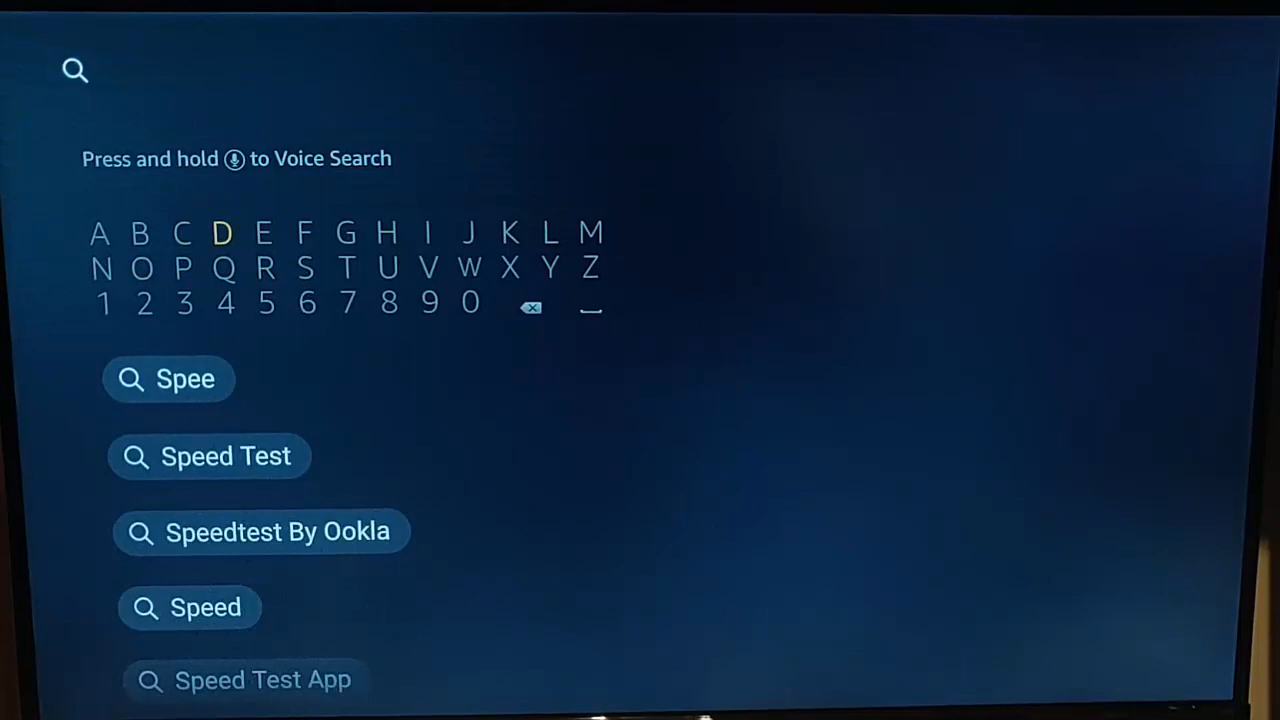 Press and hold to Voice Search
A B C D E F G H I J K L M
N O P Q R S T U V W X Y Z
1 2 3 4 5 6 7 8 9 0
Spee
Speed Test
Speedtest By Ookla
Speed
Speed Test App